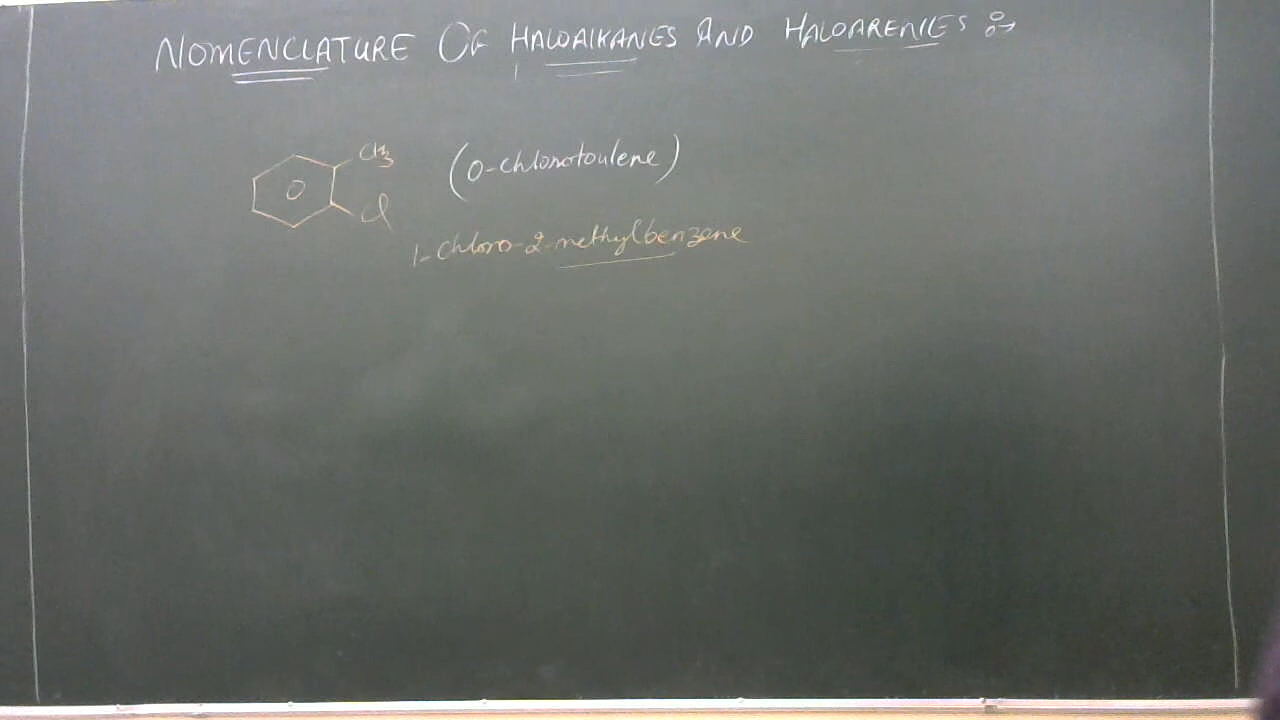 NOMENCLATURE OF HALOALKANES AND HALOARENES :→
CH3
(O-chlorotoulene)
Cl
1-chloro-2-methylbenzene